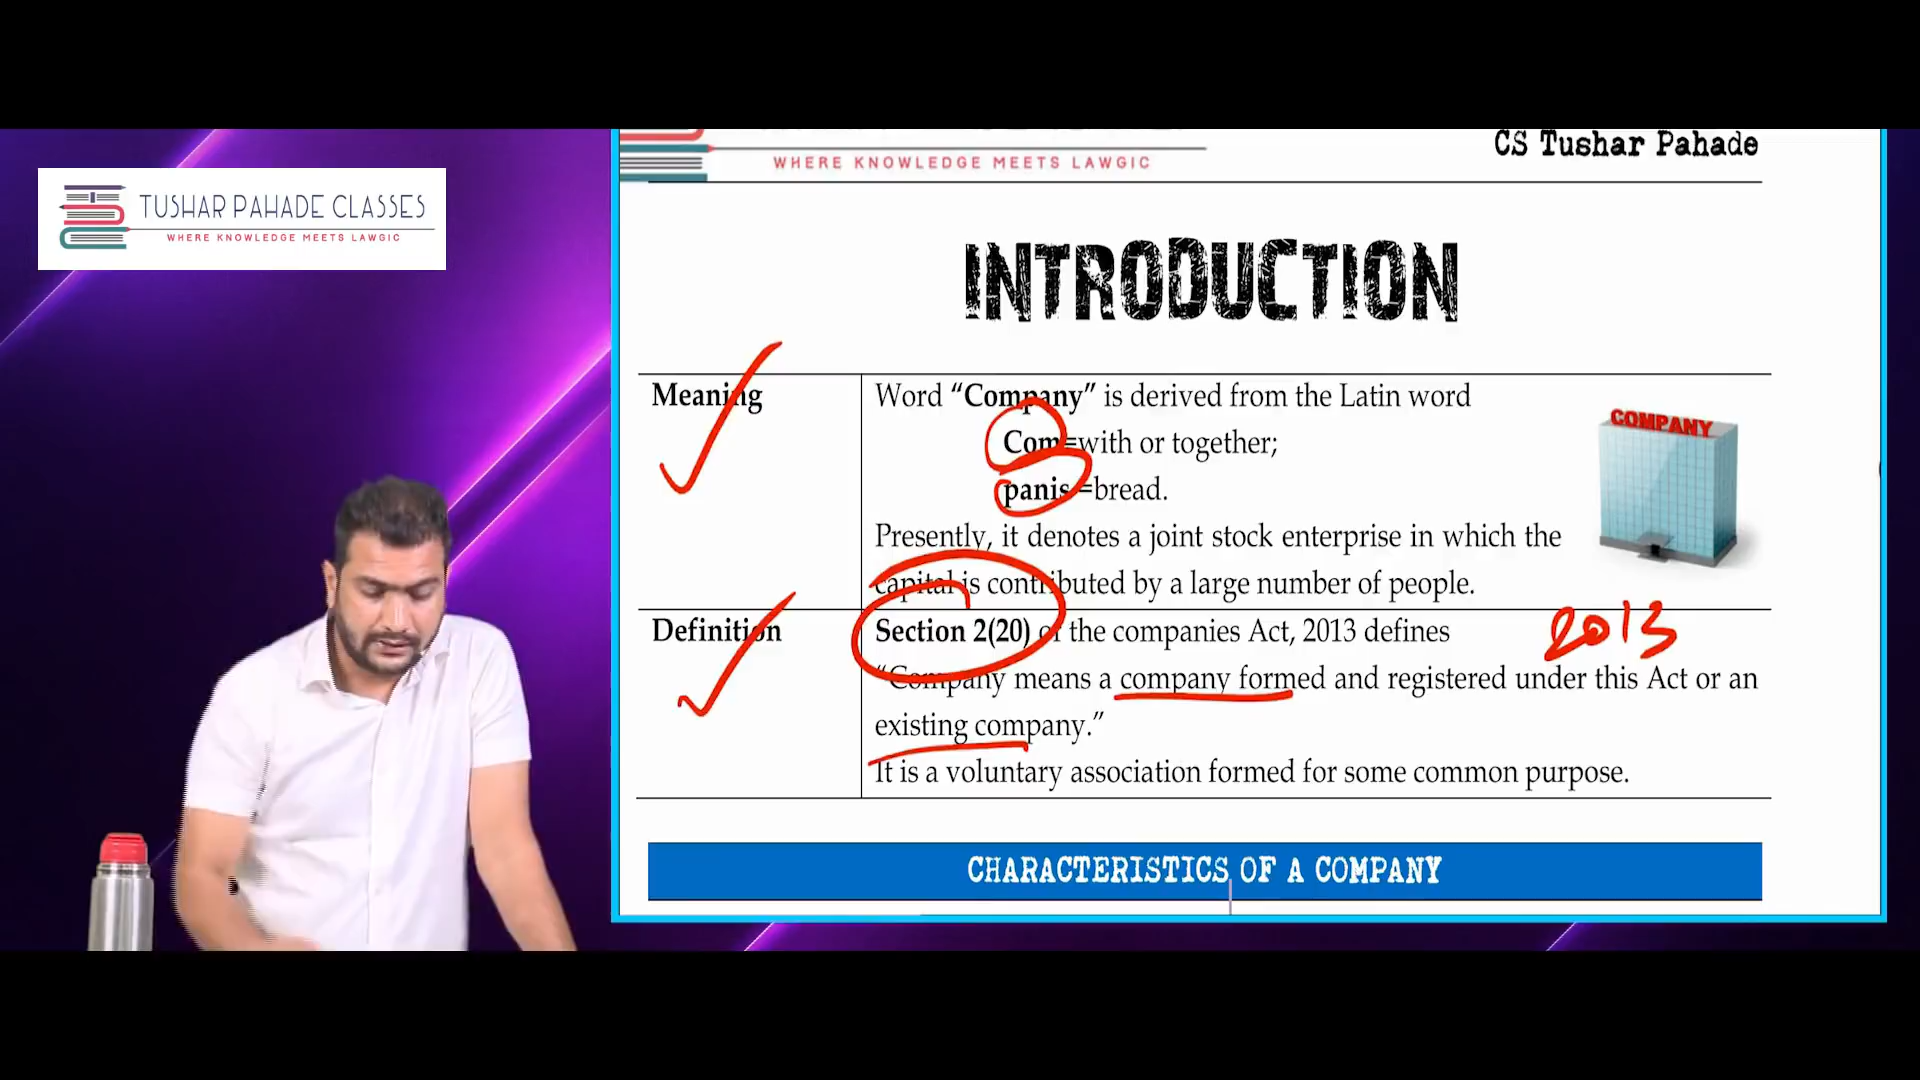 TUSHAR PAHADE CLASSES
WHERE KNOWLEDGE MEETS LAWGIC
WHERE KNOWLEDGE MEETS LAWGIC
CS Tushar Pahade
INTRODUCTION
Meaning
Word “Company” is derived from the Latin word
Com=with or together;
panis=bread.
Presently, it denotes a joint stock enterprise in which the
capital is contributed by a large number of people.
COMPANY
Definition
Section 2(20) of the companies Act, 2013 defines
2013
“Company means a company formed and registered under this Act or an
existing company.”
It is a voluntary association formed for some common purpose.
CHARACTERISTICS OF A COMPANY